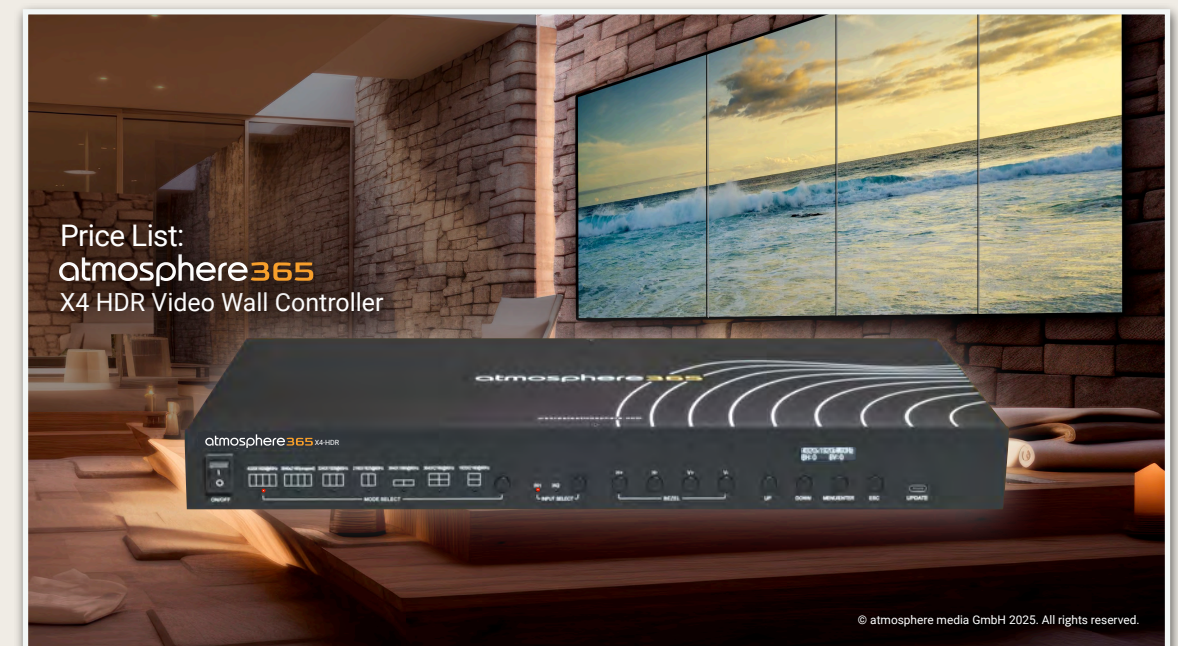 Price List:
atmosphere365
X4 HDR Video Wall Controller
atmosphere365
atmosphere365 X4-HDR
ON/OFF
MODE SELECT
INPUT SELECT
BEZEL
UP
DOWN
MENU/ENTER
ESC
UPDATE
© atmosphere media GmbH 2025. All rights reserved.